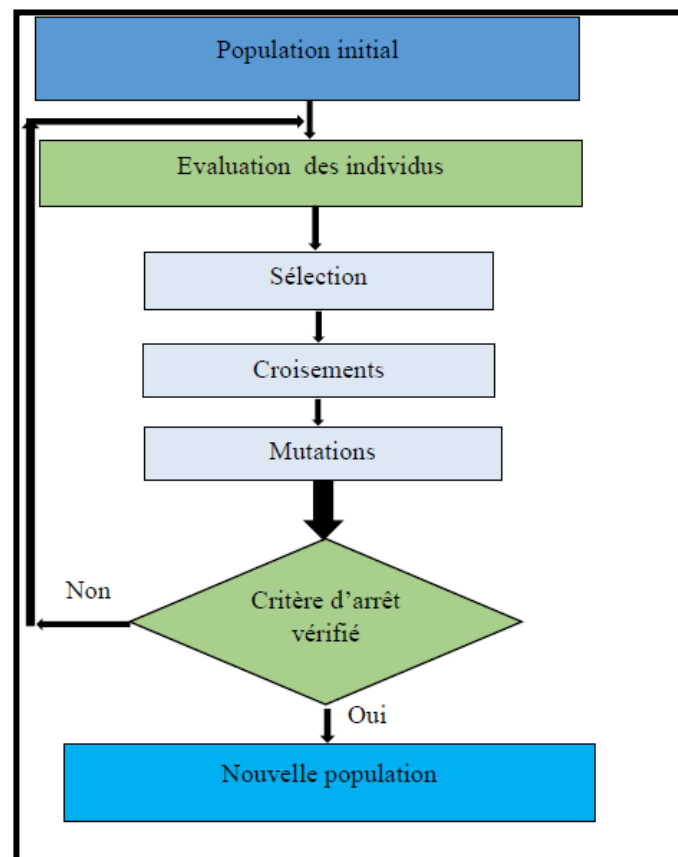 Population initial
Evaluation des individus
Sélection
Croisements
Mutations
Non
Critère d’arrêt
vérifié
Oui
Nouvelle population